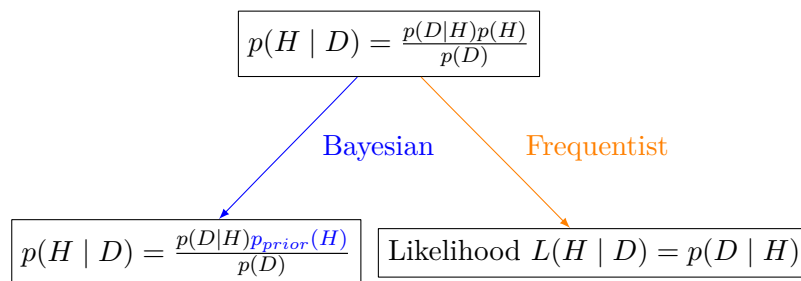 p(H | D) = p(D|H)p(H) / p(D)
Bayesian
Frequentist
p(H | D) = p(D|H)p_prior(H) / p(D)
Likelihood L(H | D) = p(D | H)